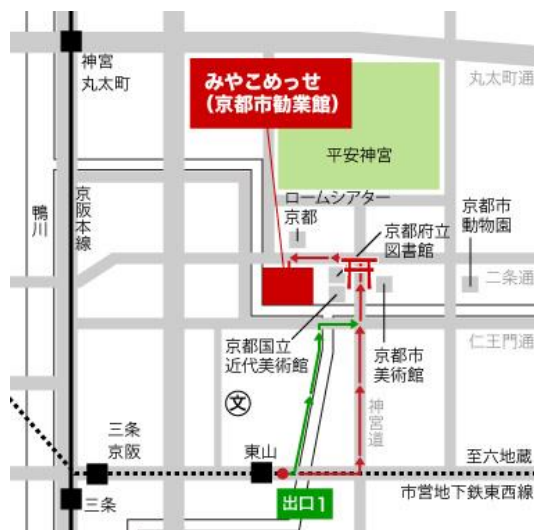 神宮
丸太町
丸太町通
みやこめっせ
(京都市勧業館)
平安神宮
鴨川
京阪本線
ロームシアター
京都
京都府立
図書館
京都市
動物園
二条通
京都国立
近代美術館
京都市
美術館
仁王門通
神宮道
文
三条
京阪
東山
至六地蔵
三条
出口1
市営地下鉄東西線